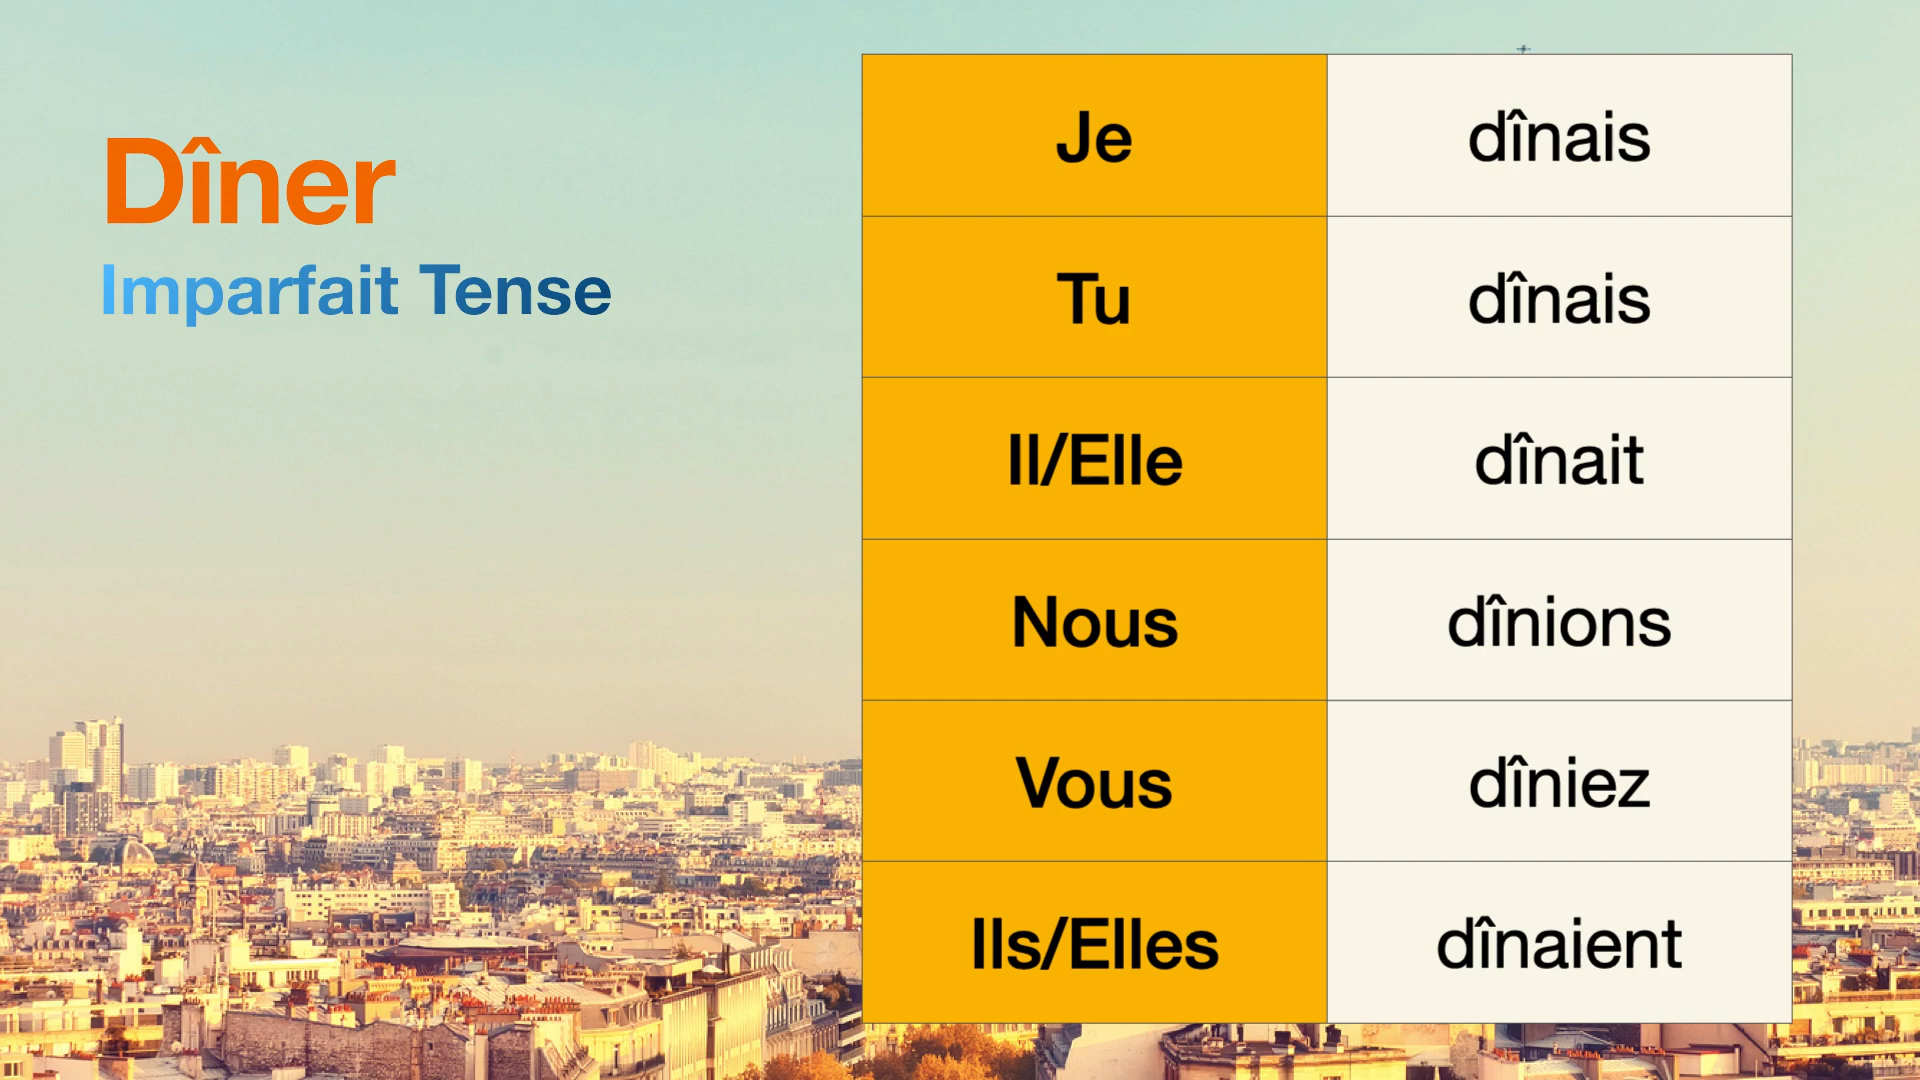 Dîner
Imparfait Tense
Je dînais
Tu dînais
Il/Elle dînait
Nous dînions
Vous dîniez
Ils/Elles dînaient